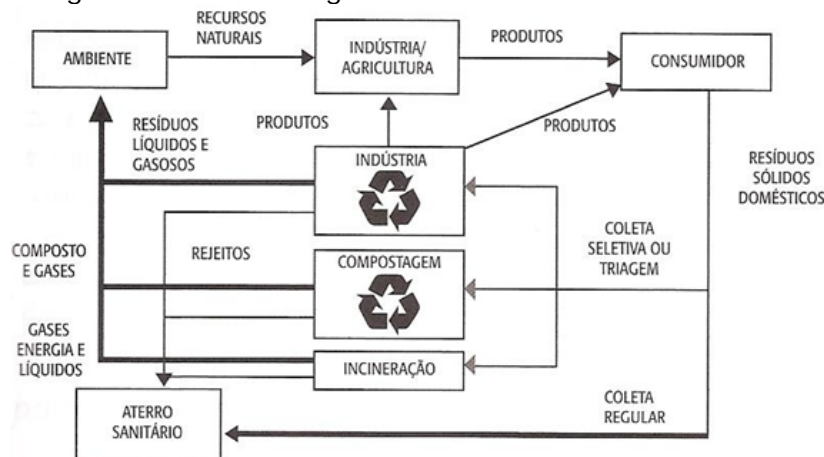 RECURSOS
NATURAIS
AMBIENTE
INDÚSTRIA/
AGRICULTURA
PRODUTOS
CONSUMIDOR
RESÍDUOS
LÍQUIDOS E
GASOSOS
PRODUTOS
PRODUTOS
INDÚSTRIA
RESÍDUOS
SÓLIDOS
DOMÉSTICOS
COMPOSTO
E GASES
REJEITOS
COMPOSTAGEM
COLETA
SELETIVA OU
TRIAGEM
GASES
ENERGIA E
LÍQUIDOS
INCINERAÇÃO
ATERRO
SANITÁRIO
COLETA
REGULAR